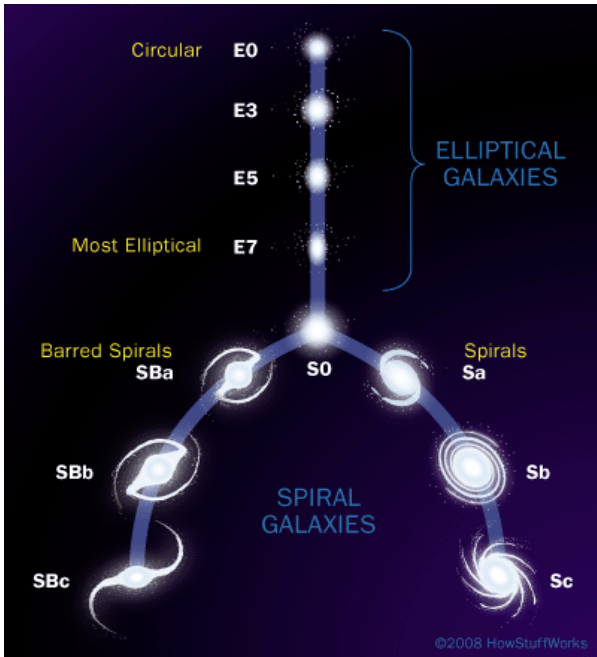 Circular E0
E3
E5
ELLIPTICAL
GALAXIES
Most Elliptical E7
Barred Spirals
SBa
S0
Spirals
Sa
SBb
Sb
SPIRAL
GALAXIES
SBc
Sc
©2008 HowStuffWorks